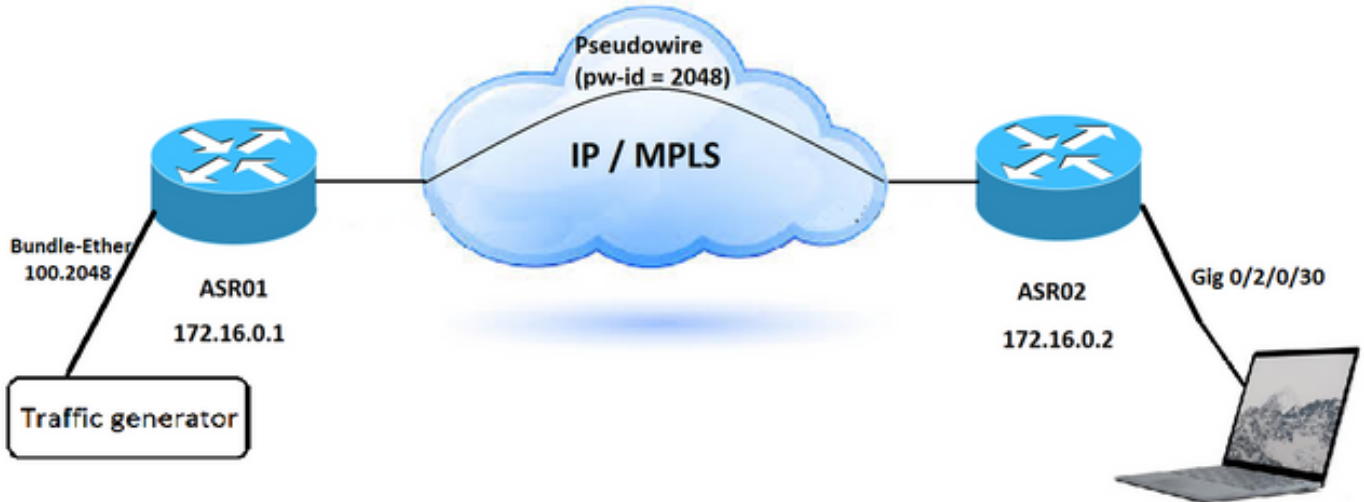 Pseudowire
(pw-id = 2048)
IP / MPLS
Bundle-Ether
100.2048
ASR01
172.16.0.1
Traffic generator
ASR02
172.16.0.2
Gig 0/2/0/30